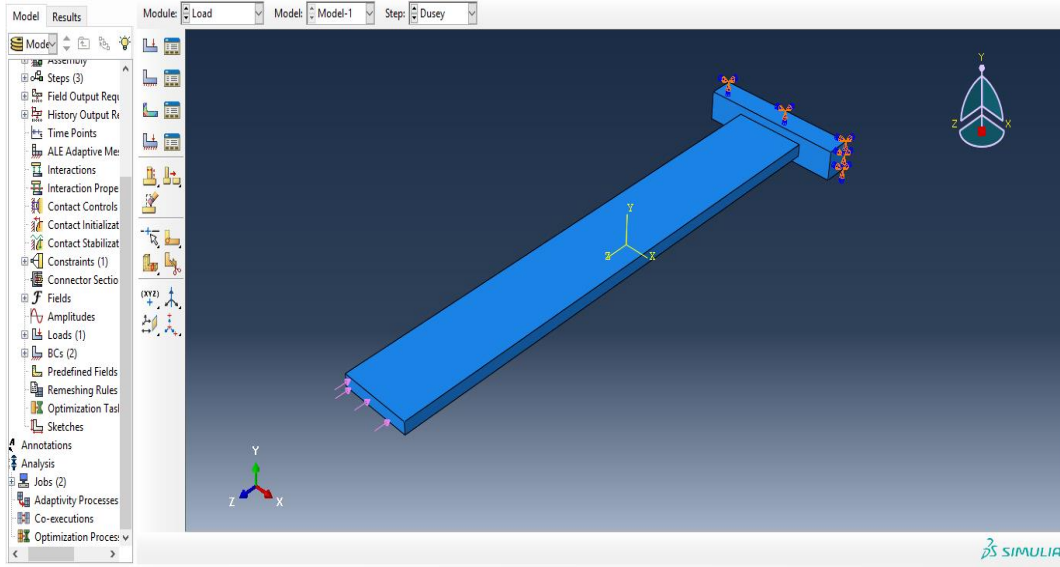 Model Results
Module: Load Model: Model-1 Step: Dusey
Mode
Assembly
Steps (3)
Field Output Requ
History Output Re
Time Points
ALE Adaptive Mes
Interactions
Interaction Prope
Contact Controls
Contact Initializat
Contact Stabilizat
Constraints (1)
Connector Sectio
Fields
Amplitudes
Loads (1)
BCs (2)
Predefined Fields
Remeshing Rules
Optimization Tasl
Sketches
Annotations
Analysis
Jobs (2)
Adaptivity Processes
Co-executions
Optimization Proces
(XYZ)
Y
Z X
Y
Z X
Y
Z X
SIMULIA